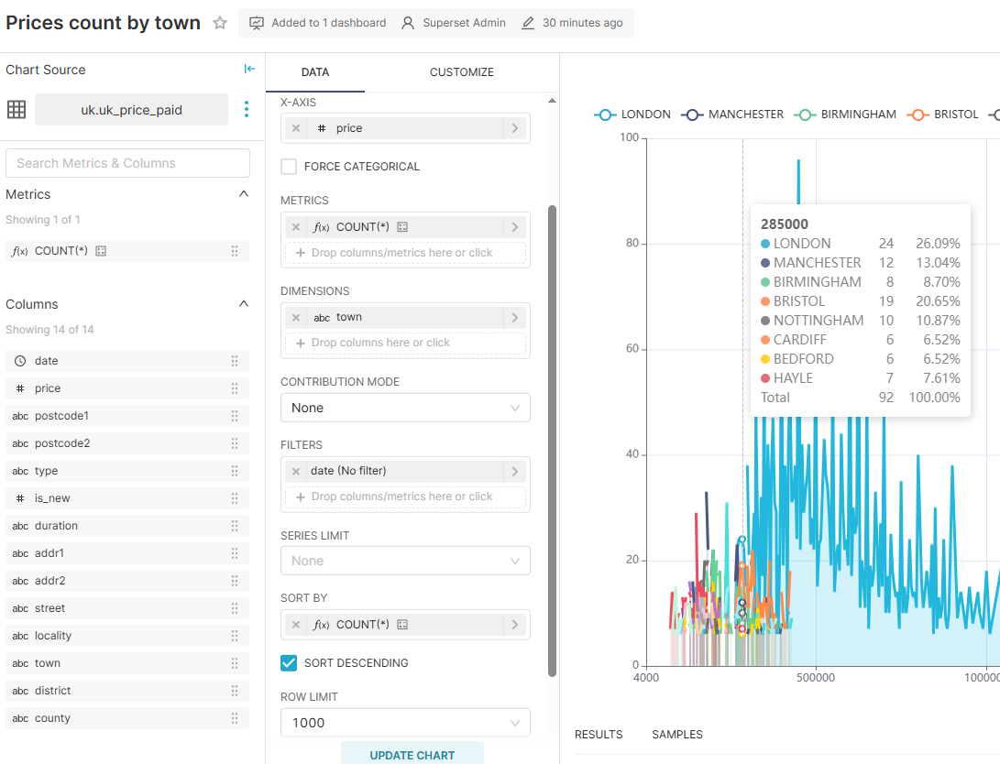 Prices count by town
Added to 1 dashboard
Superset Admin
30 minutes ago
Chart Source
uk.uk_price_paid
Search Metrics & Columns
Metrics
Showing 1 of 1
f(x) COUNT(*)
Columns
Showing 14 of 14
date
# price
abc postcode1
abc postcode2
abc type
# is_new
abc duration
abc addr1
abc addr2
abc street
abc locality
abc town
abc district
abc county
DATA
CUSTOMIZE
X-AXIS
# price
FORCE CATEGORICAL
METRICS
f(x) COUNT(*)
Drop columns/metrics here or click
DIMENSIONS
abc town
Drop columns here or click
CONTRIBUTION MODE
None
FILTERS
date (No filter)
Drop columns/metrics here or click
SERIES LIMIT
None
SORT BY
f(x) COUNT(*)
SORT DESCENDING
ROW LIMIT
1000
UPDATE CHART
LONDON MANCHESTER BIRMINGHAM BRISTOL
100
80
60
40
20
0
4000 500000 100000
285000
LONDON 24 26.09%
MANCHESTER 12 13.04%
BIRMINGHAM 8 8.70%
BRISTOL 19 20.65%
NOTTINGHAM 10 10.87%
CARDIFF 6 6.52%
BEDFORD 6 6.52%
HAYLE 7 7.61%
Total 92 100.00%
RESULTS
SAMPLES